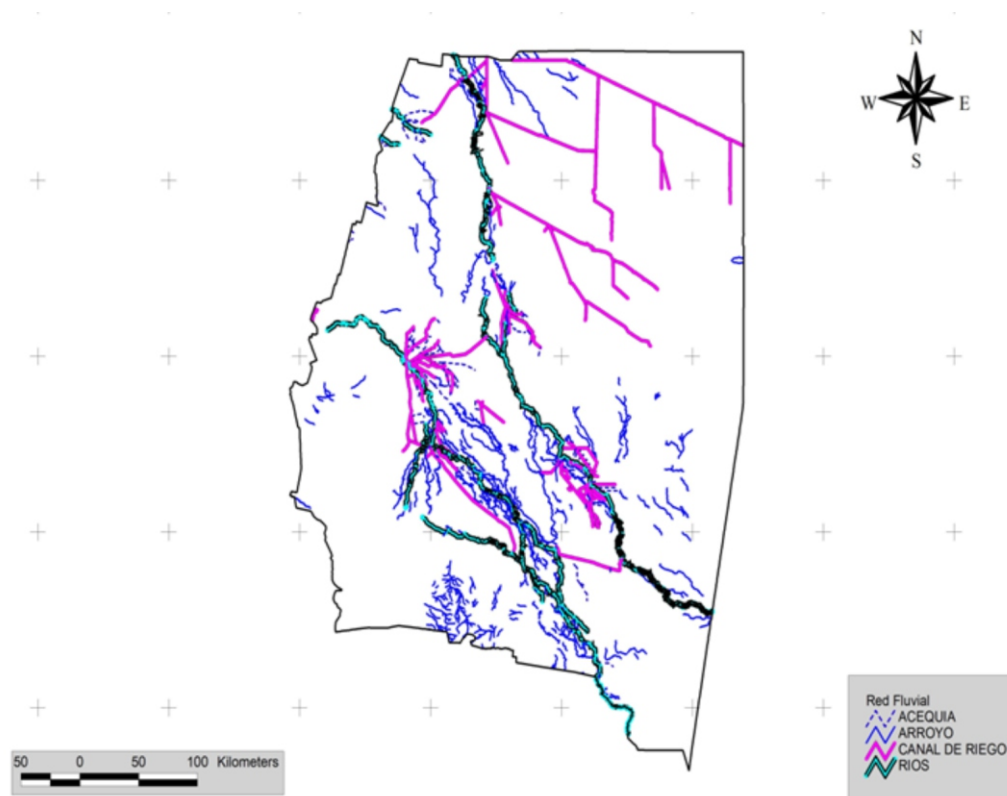 N
W E
S
Red Fluvial
ACEQUIA
ARROYO
CANAL DE RIEGO
RIOS
50 0 50 100 Kilometers